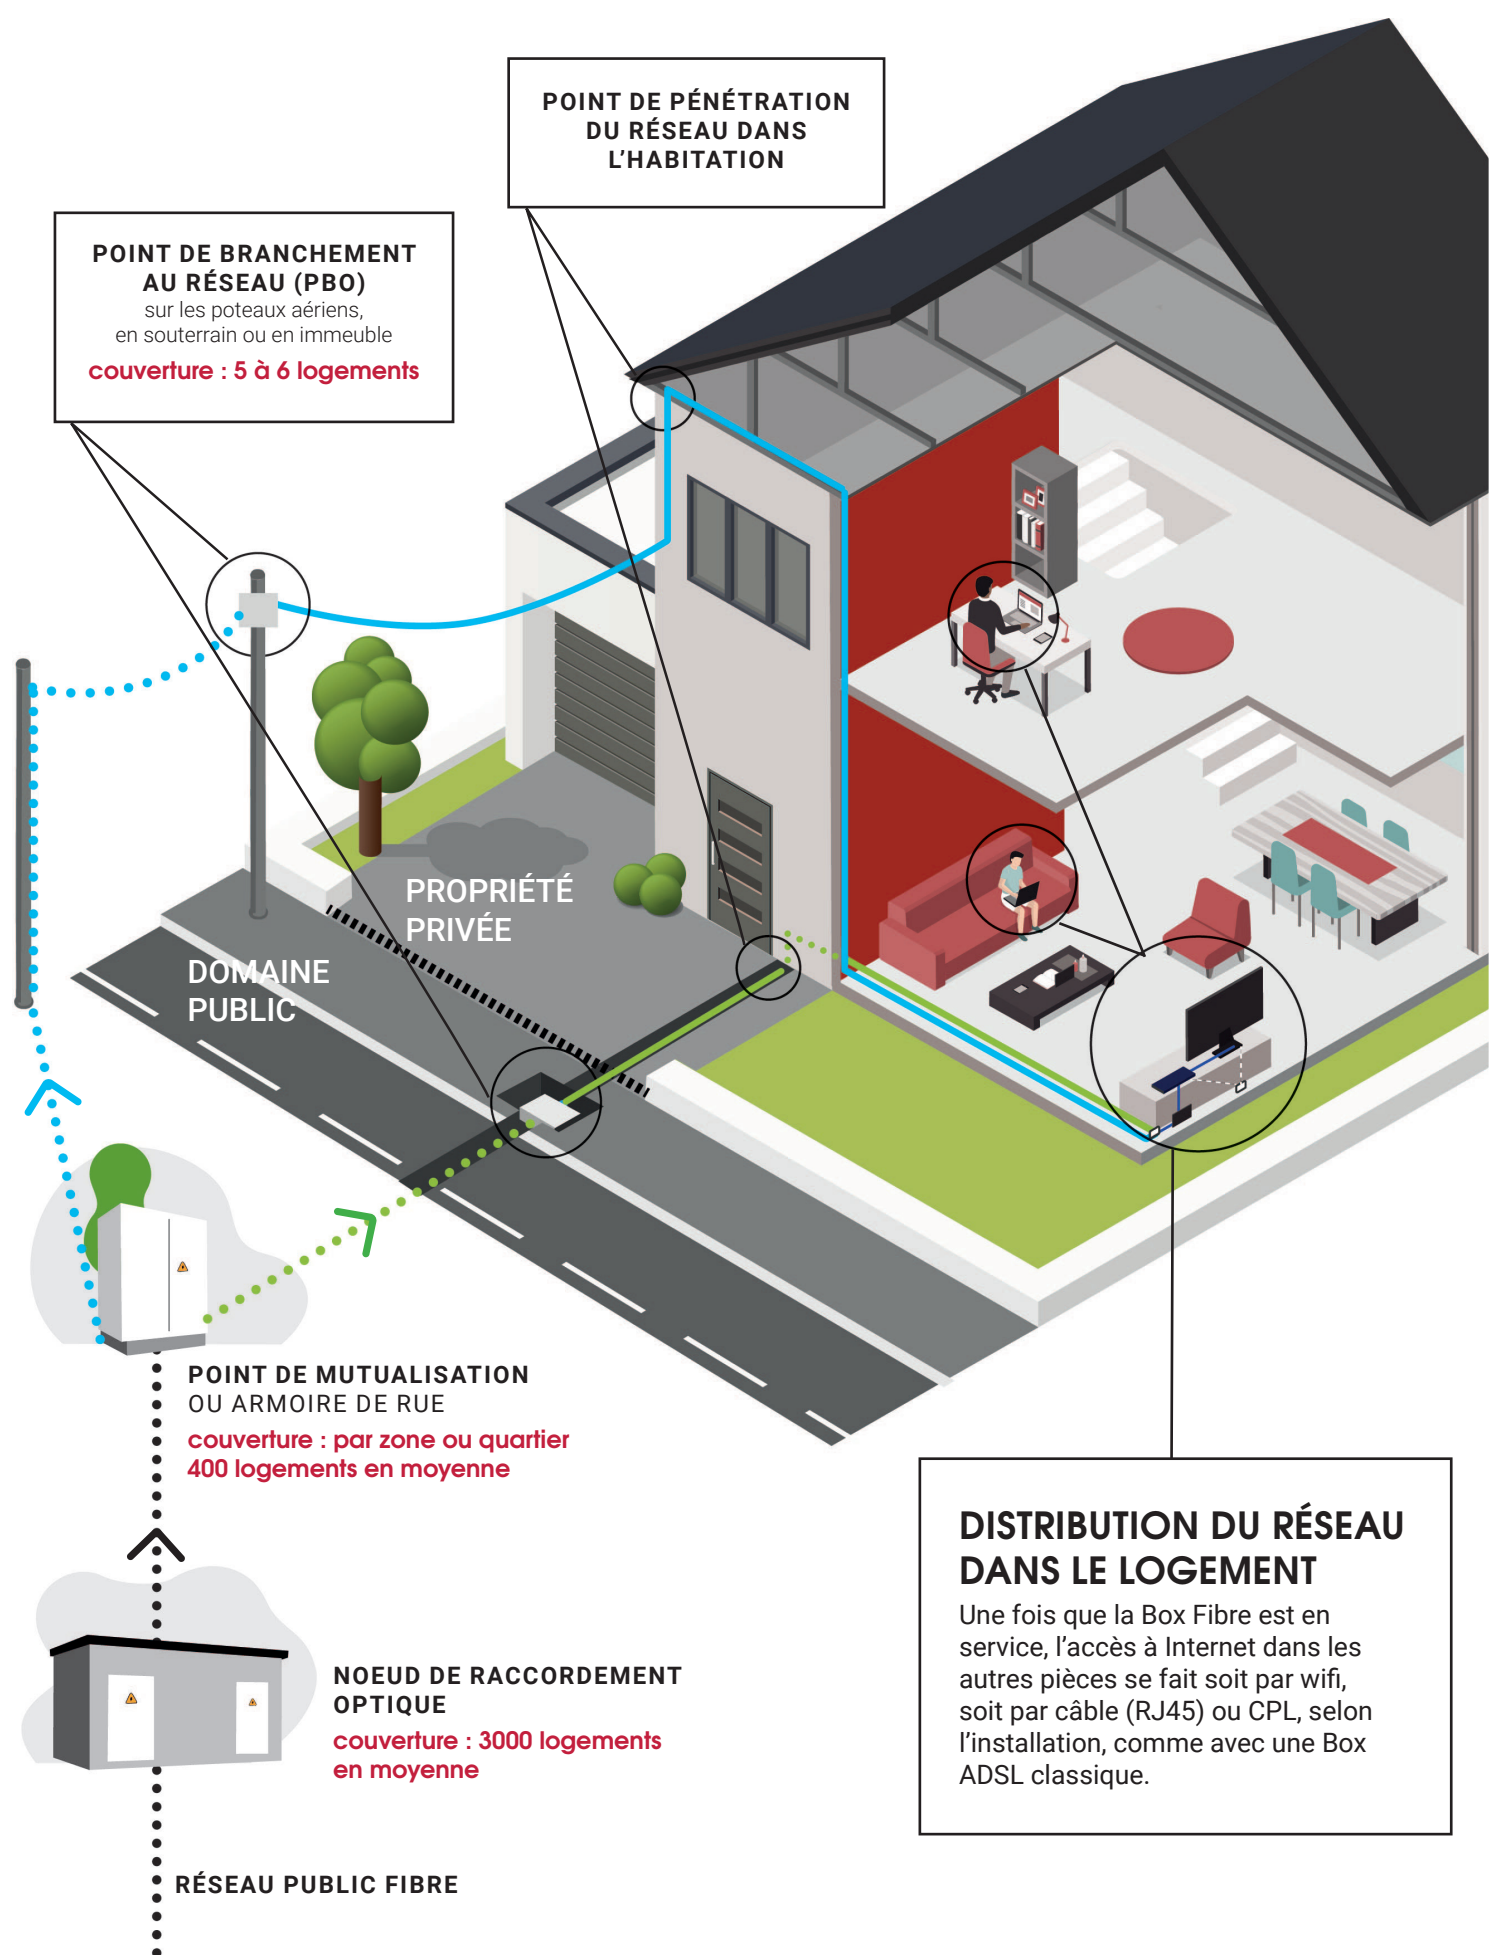 POINT DE PÉNÉTRATION
DU RÉSEAU DANS
L'HABITATION
POINT DE BRANCHEMENT
AU RÉSEAU (PBO)
sur les poteaux aériens,
en souterrain ou en immeuble
couverture : 5 à 6 logements
PROPRIÉTÉ
PRIVÉE
DOMAINE
PUBLIC
POINT DE MUTUALISATION
OU ARMOIRE DE RUE
couverture : par zone ou quartier
400 logements en moyenne
NOEUD DE RACCORDEMENT
OPTIQUE
couverture : 3000 logements
en moyenne
RÉSEAU PUBLIC FIBRE
DISTRIBUTION DU RÉSEAU
DANS LE LOGEMENT
Une fois que la Box Fibre est en
service, l'accès à Internet dans les
autres pièces se fait soit par wifi,
soit par câble (RJ45) ou CPL, selon
l'installation, comme avec une Box
ADSL classique.